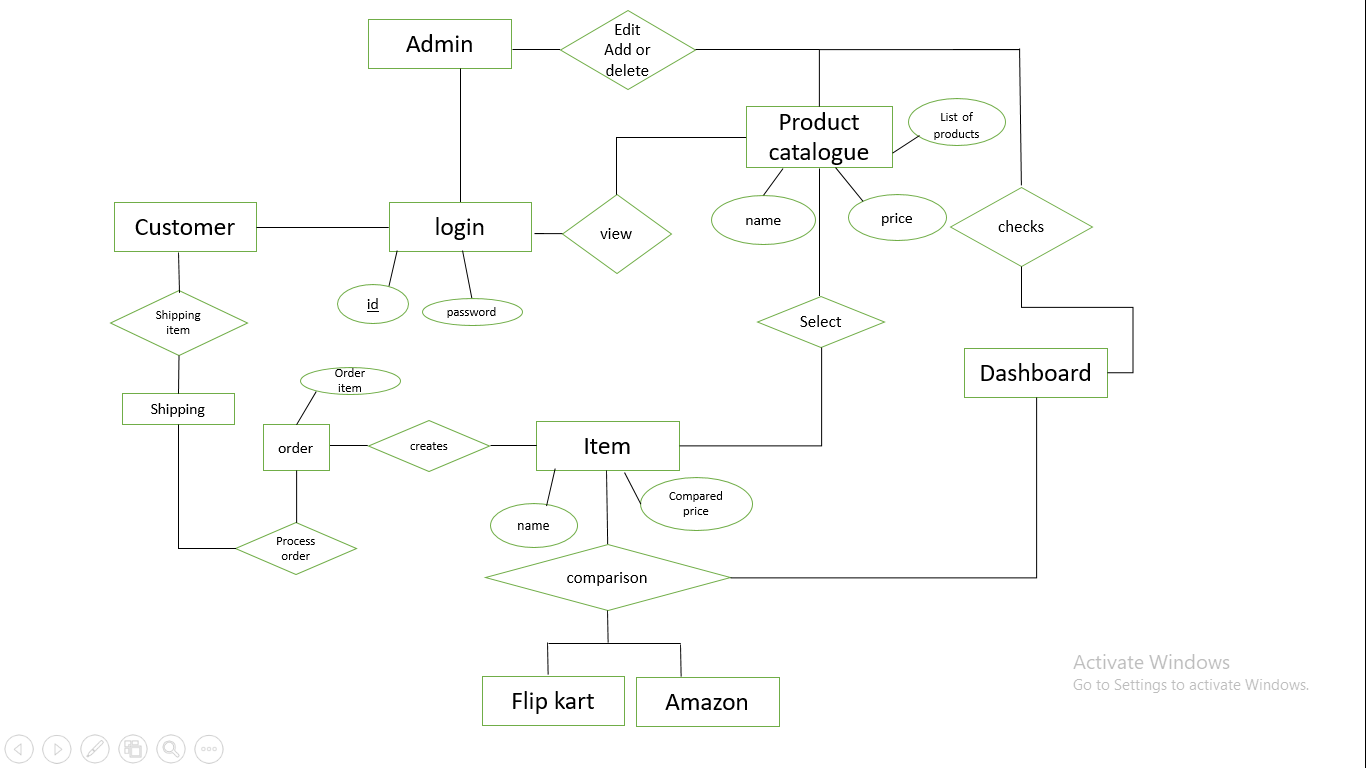 Admin
Edit
Add or
delete
Product
catalogue
List of
products
name
price
checks
Customer
login
view
id
password
Shipping
item
Select
Order
item
Dashboard
Shipping
order
creates
Item
name
Compared
price
Process
order
comparison
Flip kart
Amazon
Activate Windows
Go to Settings to activate Windows.